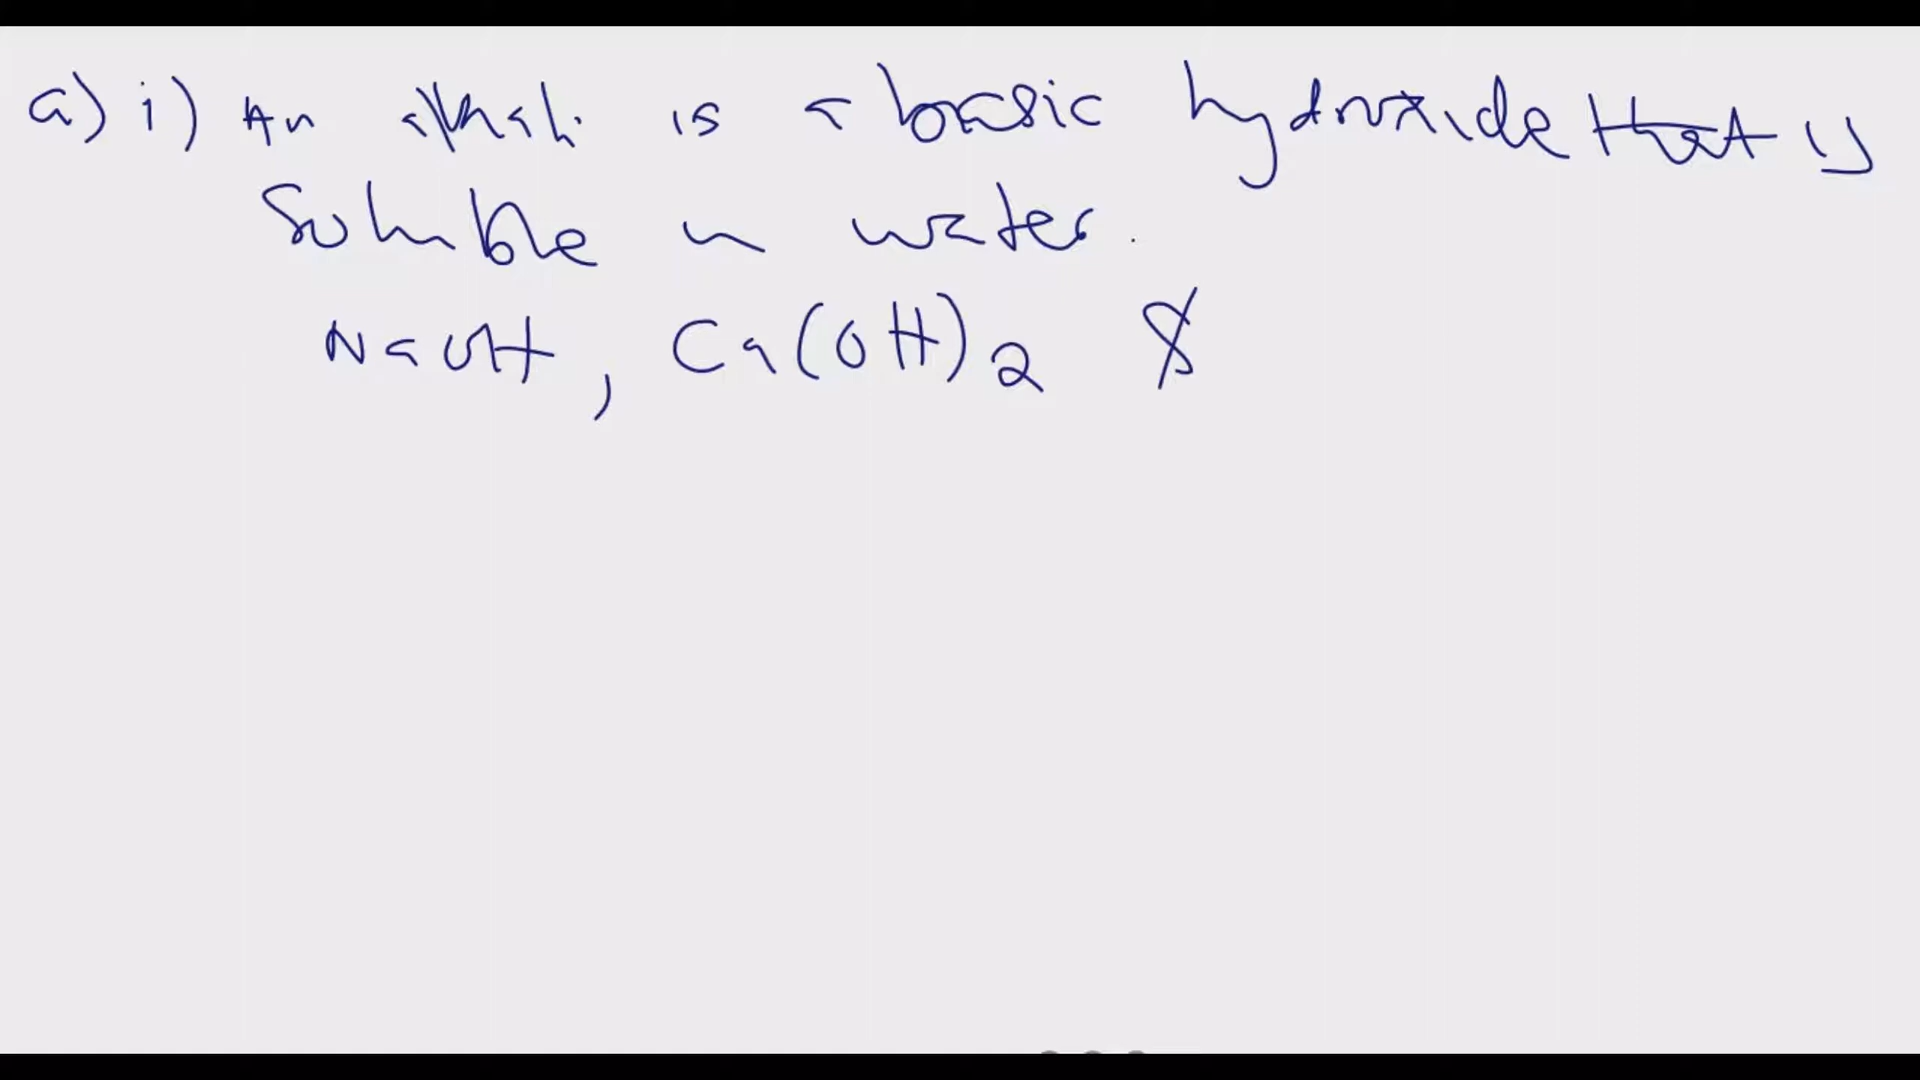 a) i) An alkali is a basic hydroxide that is
Soluble in water.
NaOH, Ca(OH)2